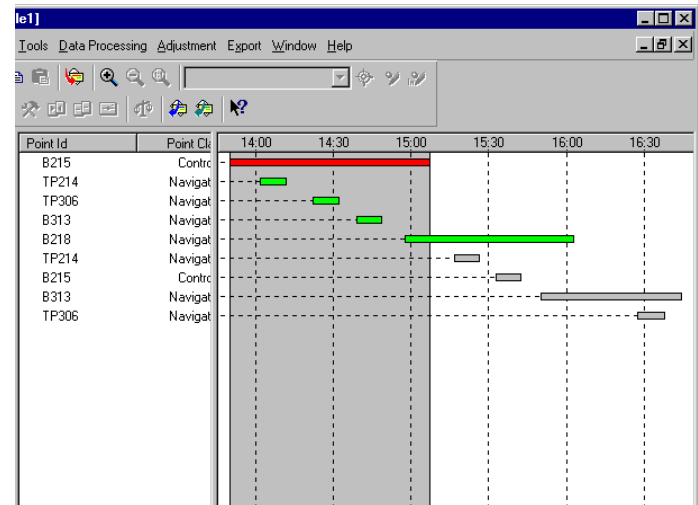 le1]
Tools Data Processing Adjustment Export Window Help
Point Id Point Cla 14:00 14:30 15:00 15:30 16:00 16:30
B215 Contro
TP214 Navigat
TP306 Navigat
B313 Navigat
B218 Navigat
TP214 Navigat
B215 Contro
B313 Navigat
TP306 Navigat